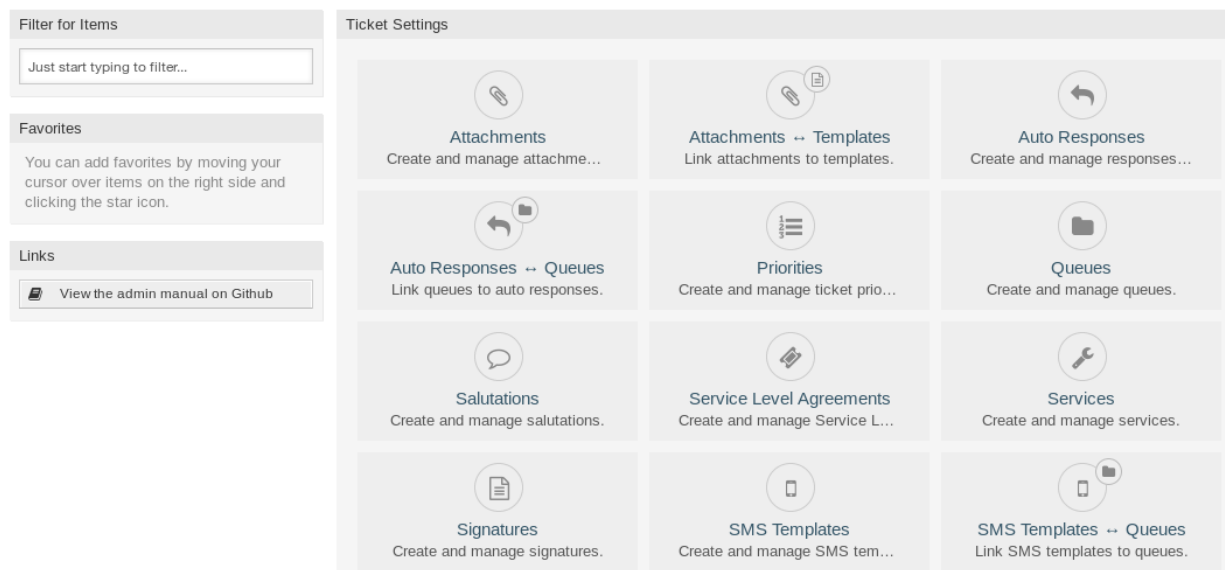 Filter for Items
Just start typing to filter...
Favorites
You can add favorites by moving your
cursor over items on the right side and
clicking the star icon.
Links
View the admin manual on Github
Ticket Settings
Attachments
Create and manage attachme…
Attachments ↔ Templates
Link attachments to templates.
Auto Responses
Create and manage responses…
Auto Responses ↔ Queues
Link queues to auto responses.
Priorities
Create and manage ticket prio…
Queues
Create and manage queues.
Salutations
Create and manage salutations.
Service Level Agreements
Create and manage Service L…
Services
Create and manage services.
Signatures
Create and manage signatures.
SMS Templates
Create and manage SMS tem…
SMS Templates ↔ Queues
Link SMS templates to queues.